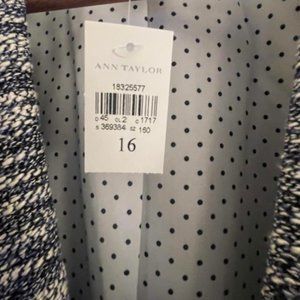 ANN TAYLOR
18325577
D 45 CL 2 C 1717
S 369384 SZ 160
16